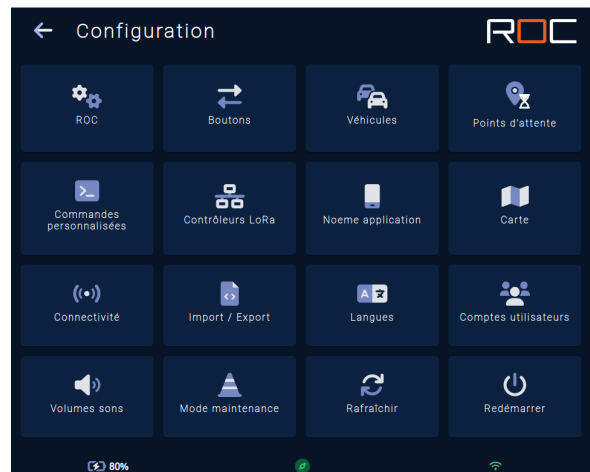 Configuration
ROC
ROC
Boutons
Véhicules
Points d'attente
Commandes
personnalisées
Contrôleurs LoRa
Noeme application
Carte
Connectivité
Import / Export
A 文
Langues
Comptes utilisateurs
Volumes sons
Mode maintenance
Rafraîchir
Redémarrer
80%